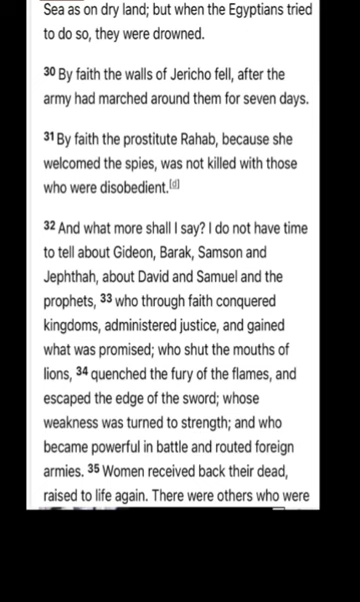 Sea as on dry land; but when the Egyptians tried
to do so, they were drowned.
30 By faith the walls of Jericho fell, after the
army had marched around them for seven days.
31 By faith the prostitute Rahab, because she
welcomed the spies, was not killed with those
who were disobedient.[d]
32 And what more shall I say? I do not have time
to tell about Gideon, Barak, Samson and
Jephthah, about David and Samuel and the
prophets, 33 who through faith conquered
kingdoms, administered justice, and gained
what was promised; who shut the mouths of
lions, 34 quenched the fury of the flames, and
escaped the edge of the sword; whose
weakness was turned to strength; and who
became powerful in battle and routed foreign
armies. 35 Women received back their dead,
raised to life again. There were others who were